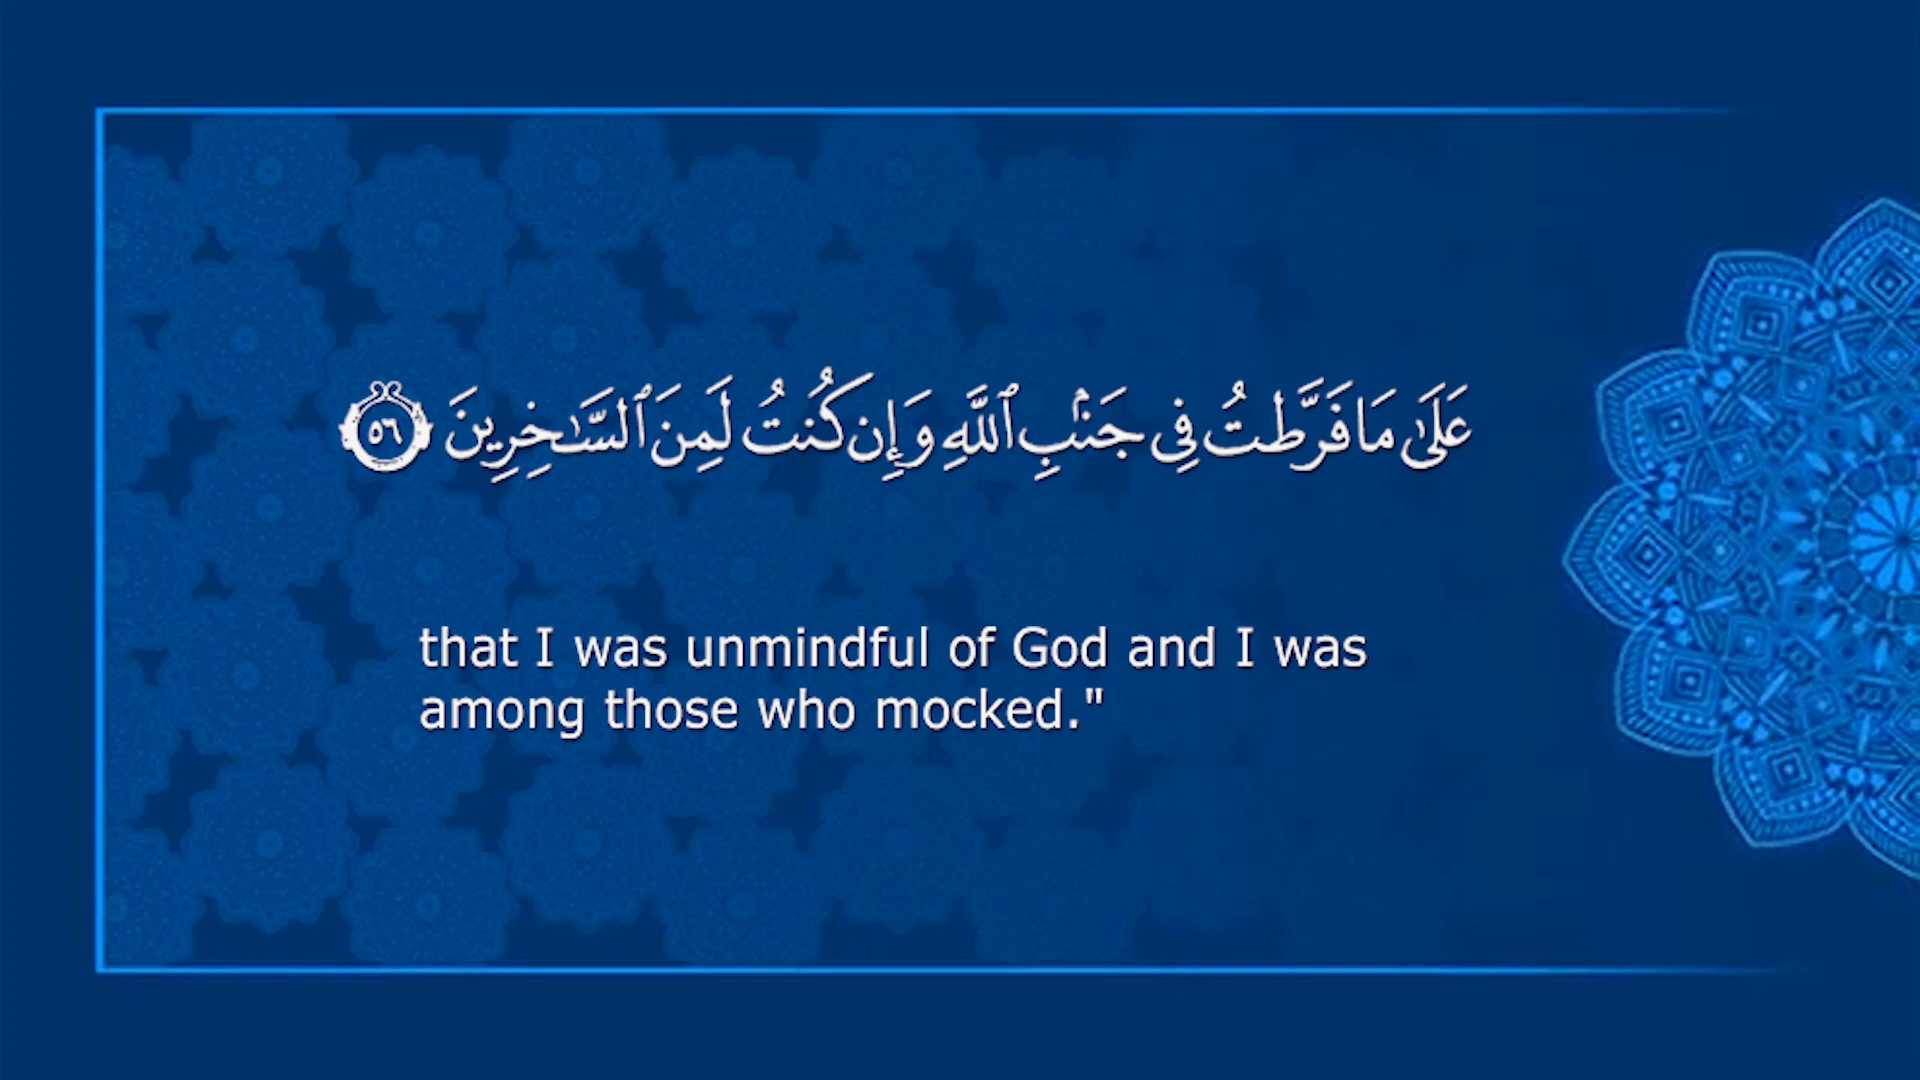 عَلَىٰ مَا فَرَّطتُ فِى جَنۢبِ ٱللَّهِ وَإِن كُنتُ لَمِنَ ٱلسَّـٰخِرِينَ ٥٦
that I was unmindful of God and I was
among those who mocked."